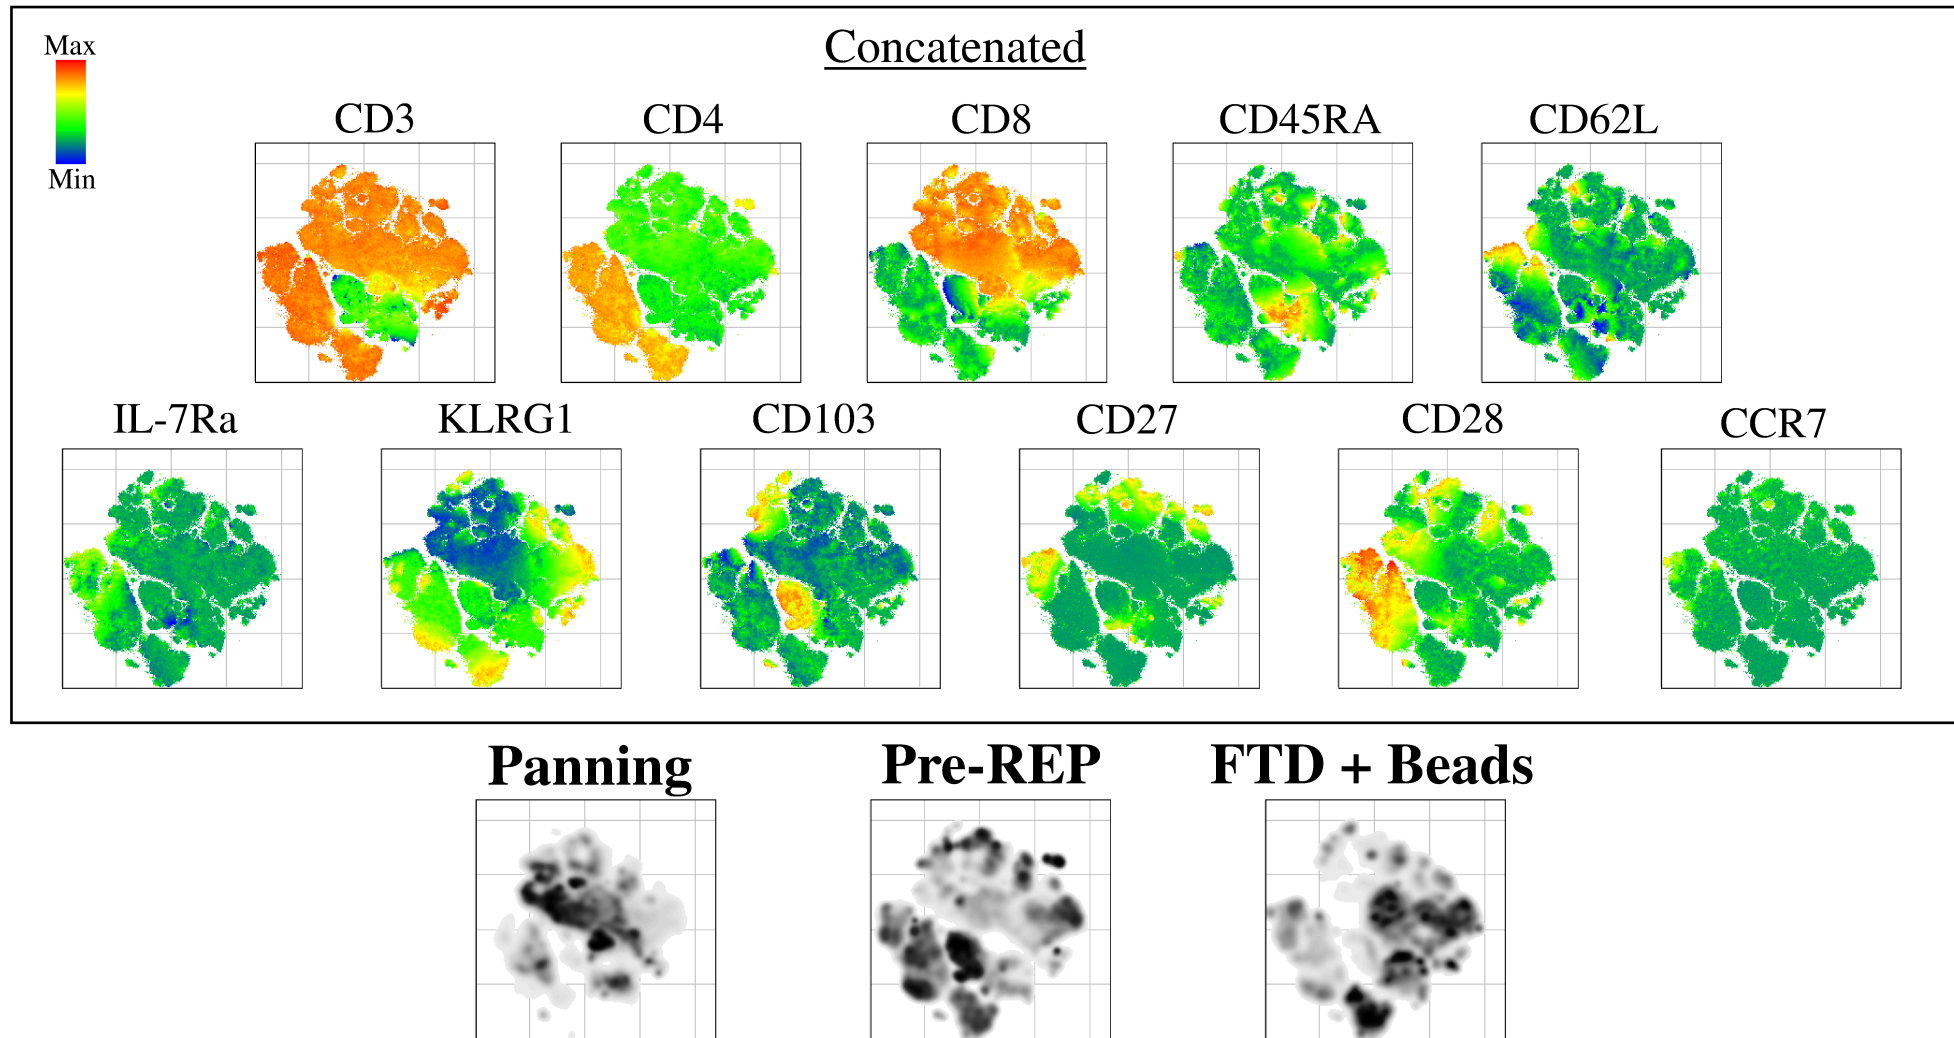 Concatenated
Max
Min
CD3 CD4 CD8 CD45RA CD62L
IL-7Ra KLRG1 CD103 CD27 CD28 CCR7
Panning Pre-REP FTD + Beads